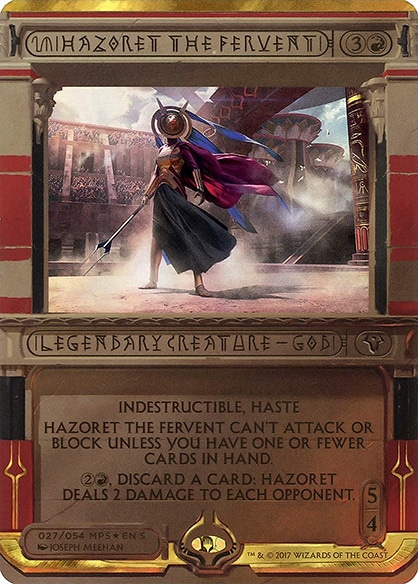 HAZORET THE FERVENT 3
LEGENDARY CREATURE – GOD
INDESTRUCTIBLE, HASTE
HAZORET THE FERVENT CAN'T ATTACK OR
BLOCK UNLESS YOU HAVE ONE OR FEWER
CARDS IN HAND.
2, DISCARD A CARD: HAZORET
DEALS 2 DAMAGE TO EACH OPPONENT.
5
4
027/054 MPS★EN S
JOSEPH MEEHAN
™ & © 2017 WIZARDS OF THE COAST